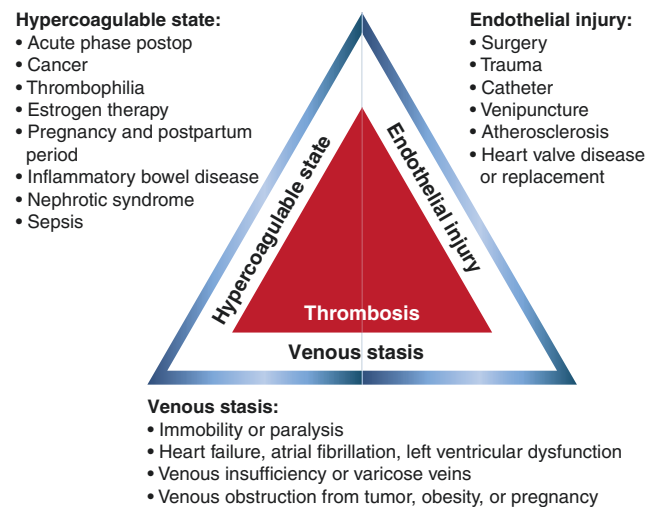 Hypercoagulable state:
• Acute phase postop
• Cancer
• Thrombophilia
• Estrogen therapy
• Pregnancy and postpartum
period
• Inflammatory bowel disease
• Nephrotic syndrome
• Sepsis
Endothelial injury:
• Surgery
• Trauma
• Catheter
• Venipuncture
• Atherosclerosis
• Heart valve disease
or replacement
Hypercoagulable state
Endothelial injury
Thrombosis
Venous stasis
Venous stasis:
• Immobility or paralysis
• Heart failure, atrial fibrillation, left ventricular dysfunction
• Venous insufficiency or varicose veins
• Venous obstruction from tumor, obesity, or pregnancy